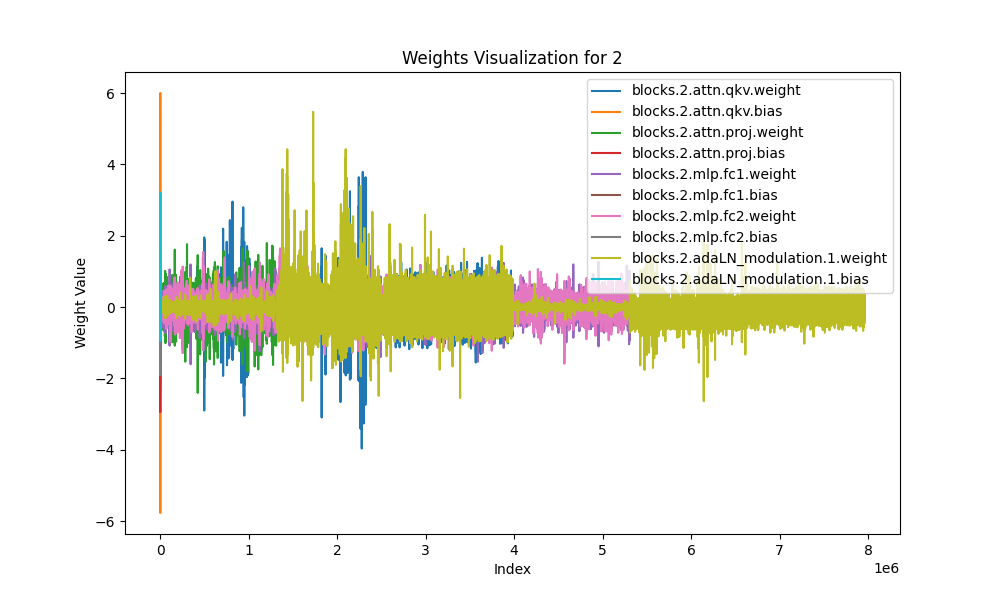 Weights Visualization for 2
blocks.2.attn.qkv.weight
blocks.2.attn.qkv.bias
blocks.2.attn.proj.weight
blocks.2.attn.proj.bias
blocks.2.mlp.fc1.weight
blocks.2.mlp.fc1.bias
blocks.2.mlp.fc2.weight
blocks.2.mlp.fc2.bias
blocks.2.adaLN_modulation.1.weight
blocks.2.adaLN_modulation.1.bias
Weight Value
6
4
2
0
−2
−4
−6
0 1 2 3 4 5 6 7 8
1e6
Index